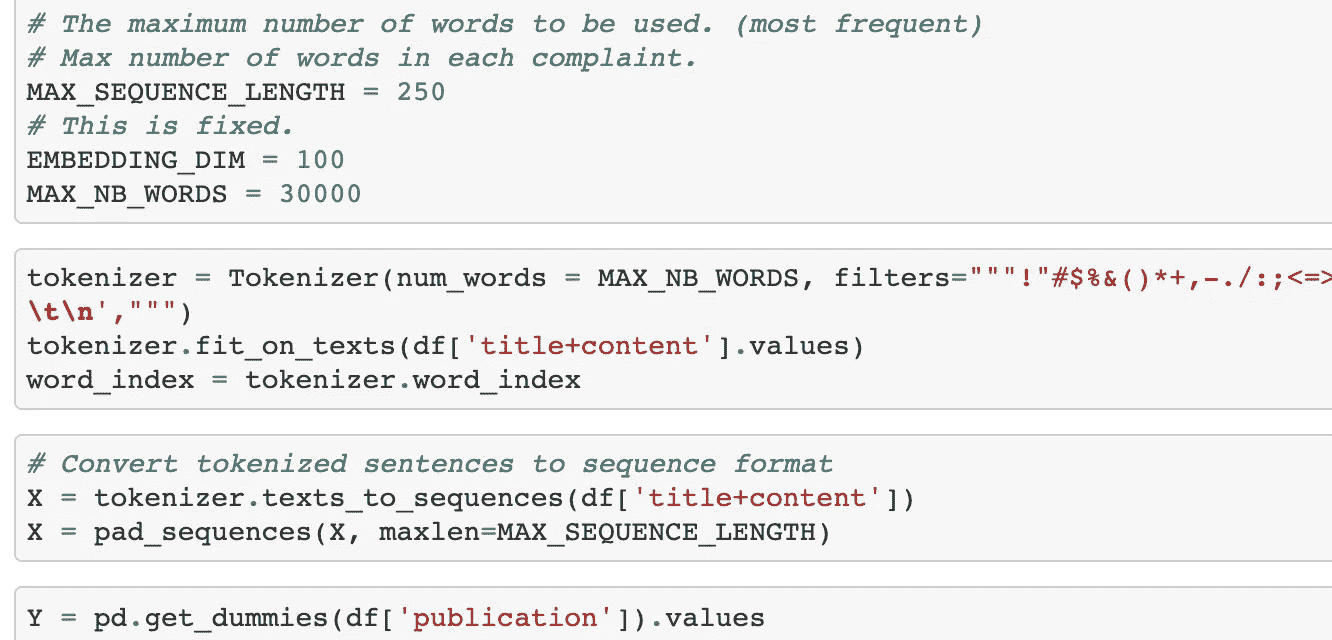 # The maximum number of words to be used. (most frequent)
# Max number of words in each complaint.
MAX_SEQUENCE_LENGTH = 250
# This is fixed.
EMBEDDING_DIM = 100
MAX_NB_WORDS = 30000
tokenizer = Tokenizer(num_words = MAX_NB_WORDS, filters="""!"#$%&()*+,-./:;<=>
\t\n',""")
tokenizer.fit_on_texts(df['title+content'].values)
word_index = tokenizer.word_index
# Convert tokenized sentences to sequence format
X = tokenizer.texts_to_sequences(df['title+content'])
X = pad_sequences(X, maxlen=MAX_SEQUENCE_LENGTH)
Y = pd.get_dummies(df['publication']).values